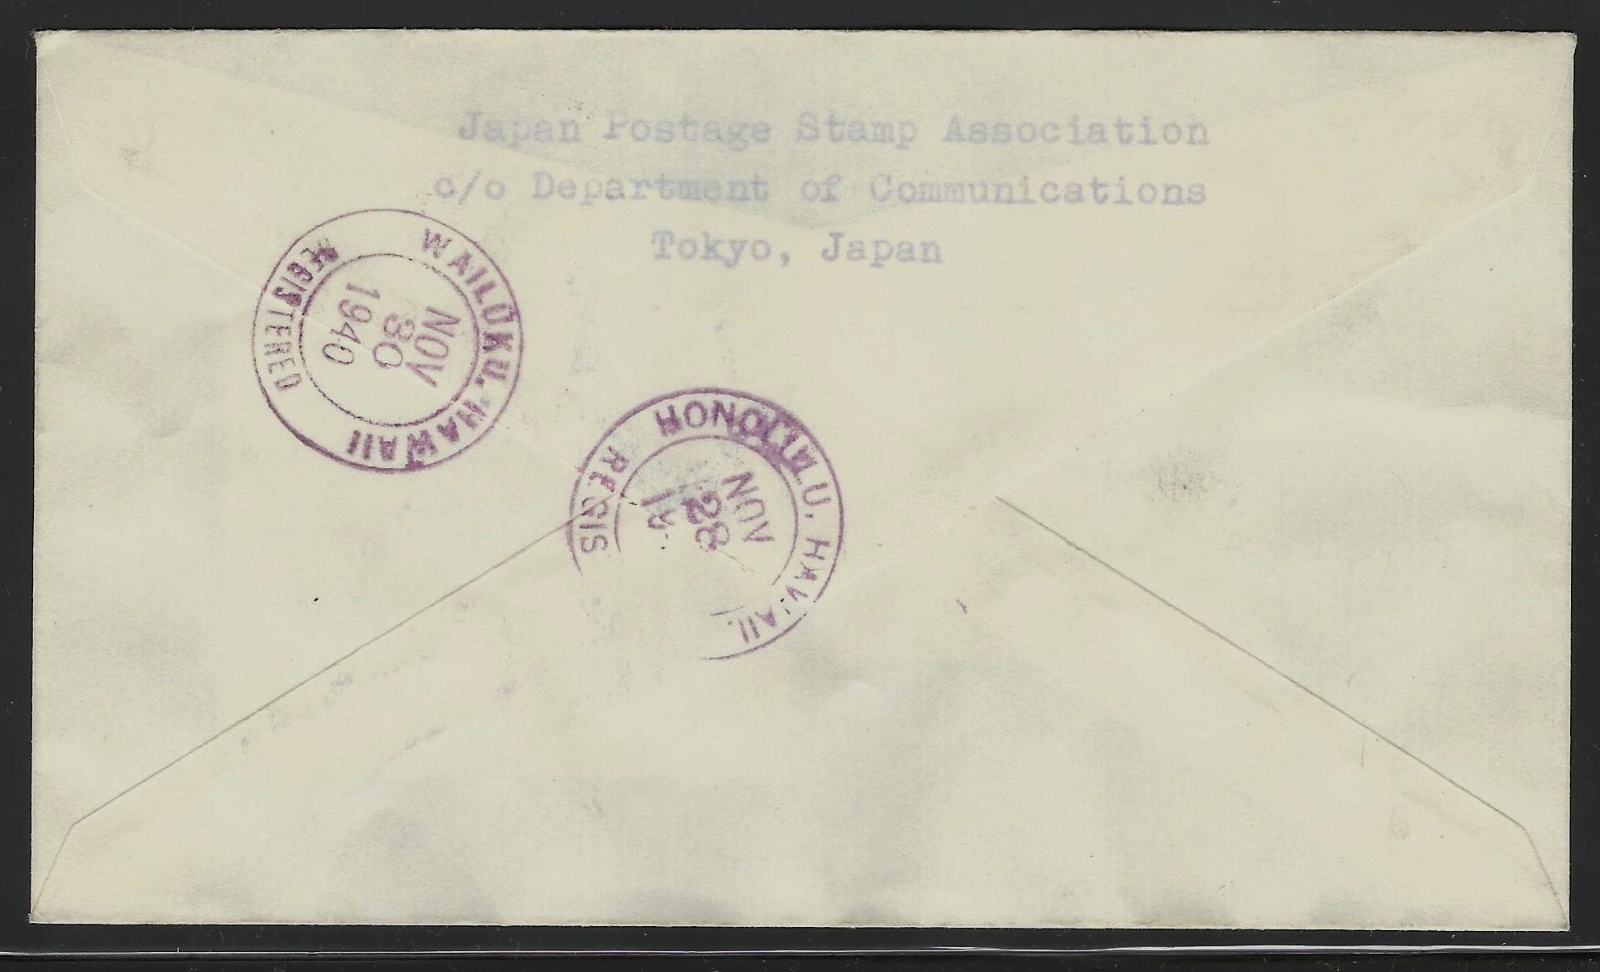 Japan Postage Stamp Association
c/o Department of Communications
Tokyo, Japan
WAILUKU, HAWAII
REGISTERED
NOV
30
1940
HONOLULU, HAWAII.
REGIS
NOV
28